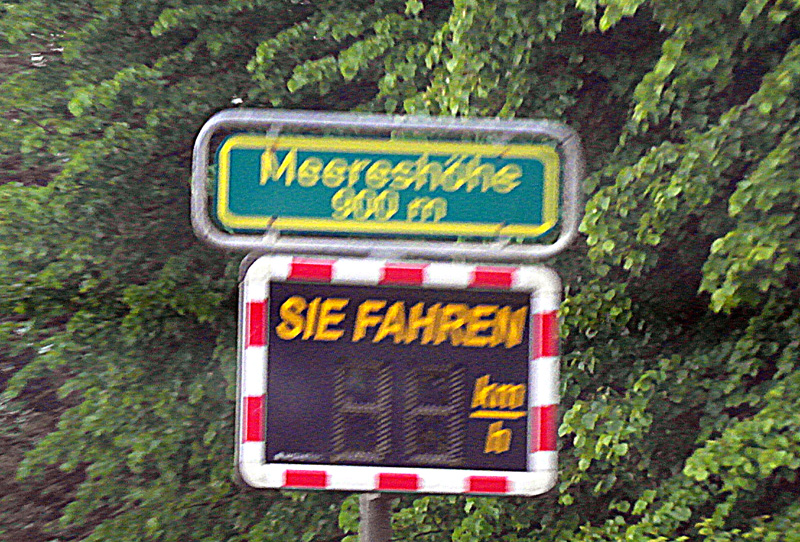 Meereshöhe
900 m
SIE FAHREN
km
h